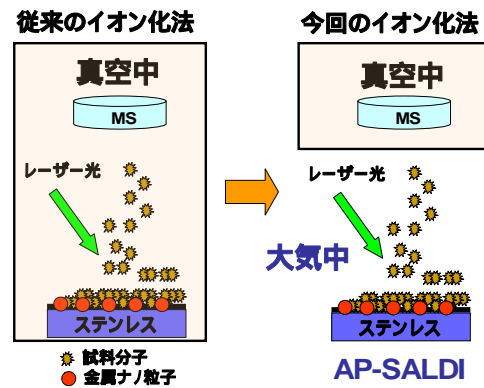 従来のイオン化法
真空中
MS
レーザー光
ステンレス
試料分子
金属ナノ粒子
今回のイオン化法
真空中
MS
レーザー光
大気中
ステンレス
AP-SALDI